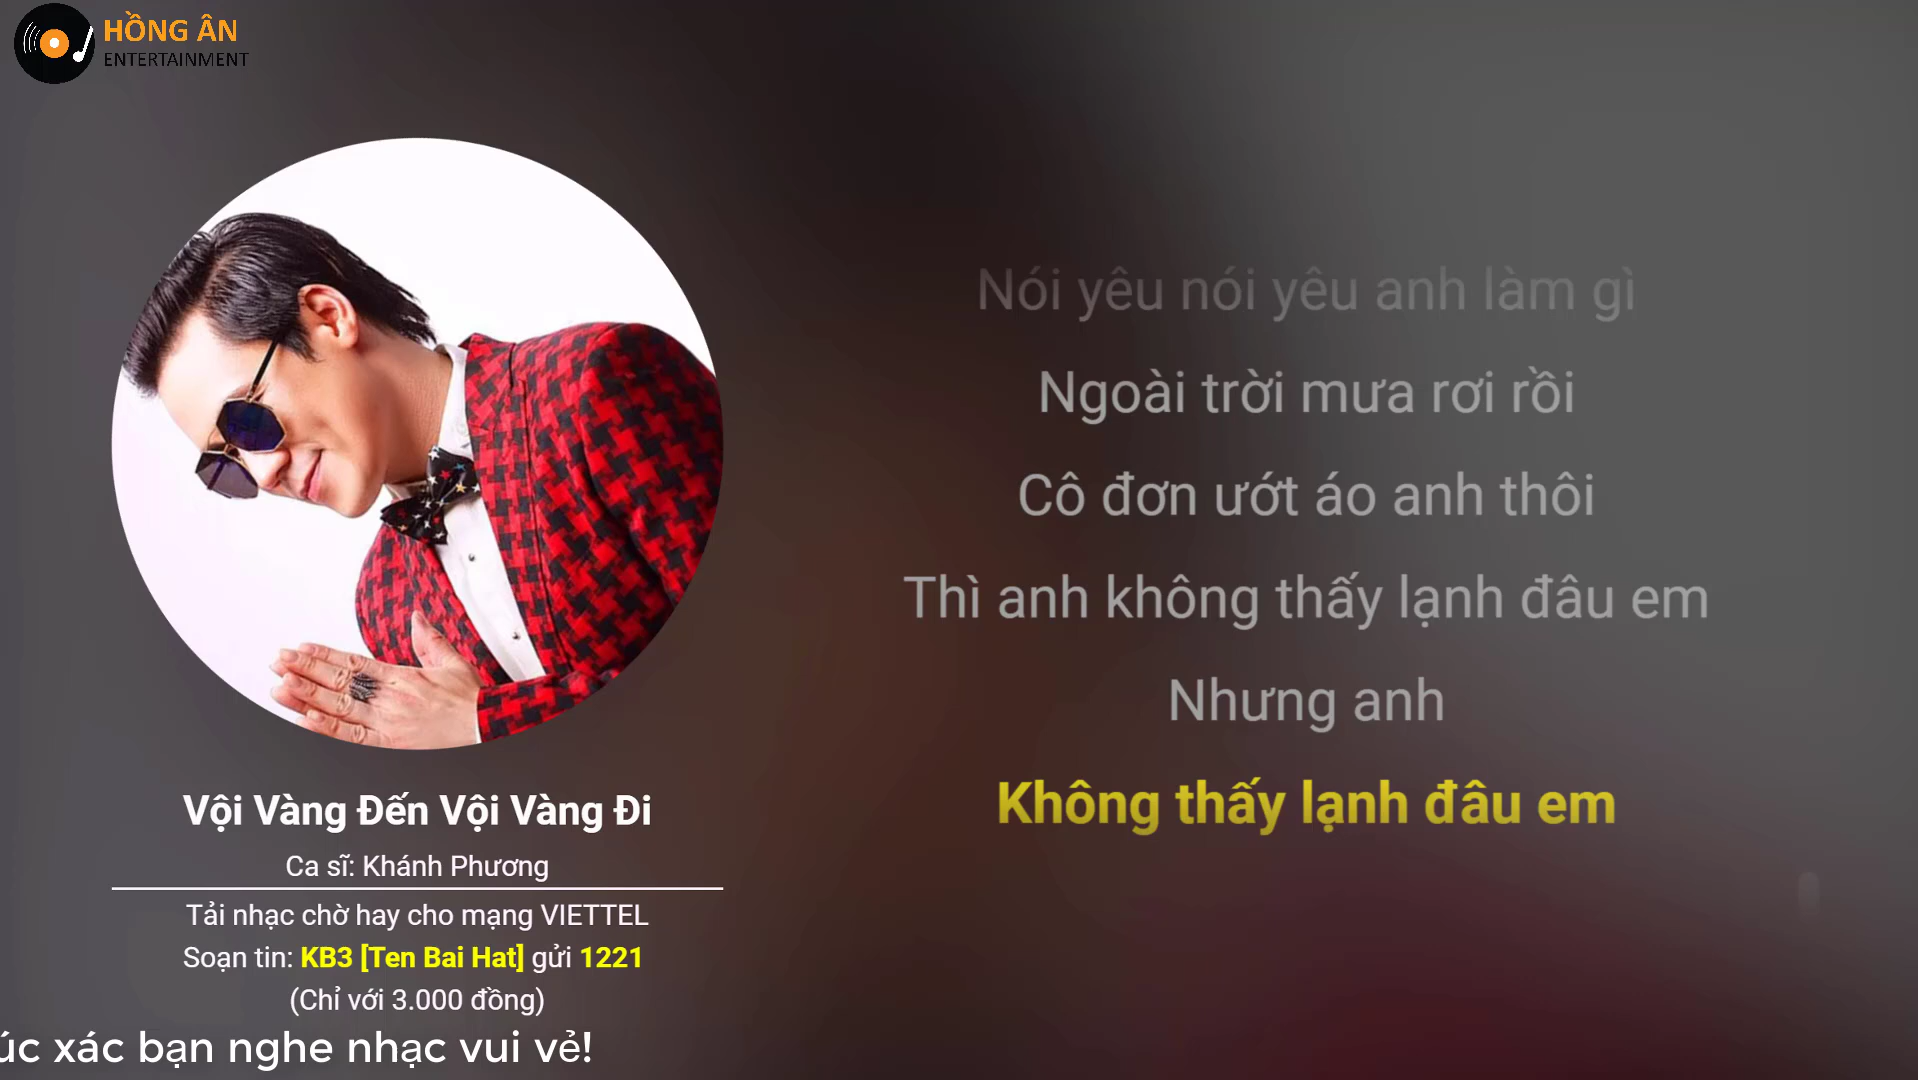 HỒNG ÂN
ENTERTAINMENT
Nói yêu nói yêu anh làm gì
Ngoài trời mưa rơi rồi
Cô đơn ướt áo anh thôi
Thì anh không thấy lạnh đâu em
Nhưng anh
Không thấy lạnh đâu em
Vội Vàng Đến Vội Vàng Đi
Ca sĩ: Khánh Phương
Tải nhạc chờ hay cho mạng VIETTEL
Soạn tin: KB3 [Ten Bai Hat] gửi 1221
(Chỉ với 3.000 đồng)
úc xác bạn nghe nhạc vui vẻ!